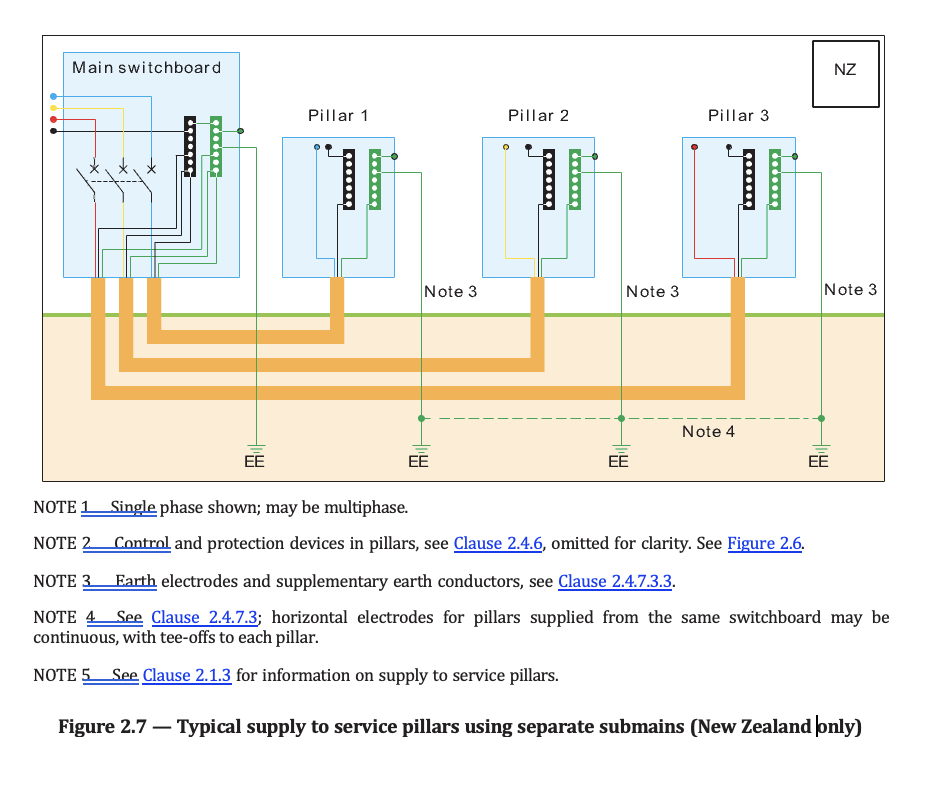 Main switchboard
NZ
Pillar 1
Pillar 2
Pillar 3
Note 3
Note 3
Note 3
Note 4
EE
EE
EE
EE
NOTE 1 Single phase shown; may be multiphase.
NOTE 2 Control and protection devices in pillars, see Clause 2.4.6, omitted for clarity. See Figure 2.6.
NOTE 3 Earth electrodes and supplementary earth conductors, see Clause 2.4.7.3.3.
NOTE 4 See Clause 2.4.7.3; horizontal electrodes for pillars supplied from the same switchboard may be
continuous, with tee-offs to each pillar.
NOTE 5 See Clause 2.1.3 for information on supply to service pillars.
Figure 2.7 — Typical supply to service pillars using separate submains (New Zealand only)